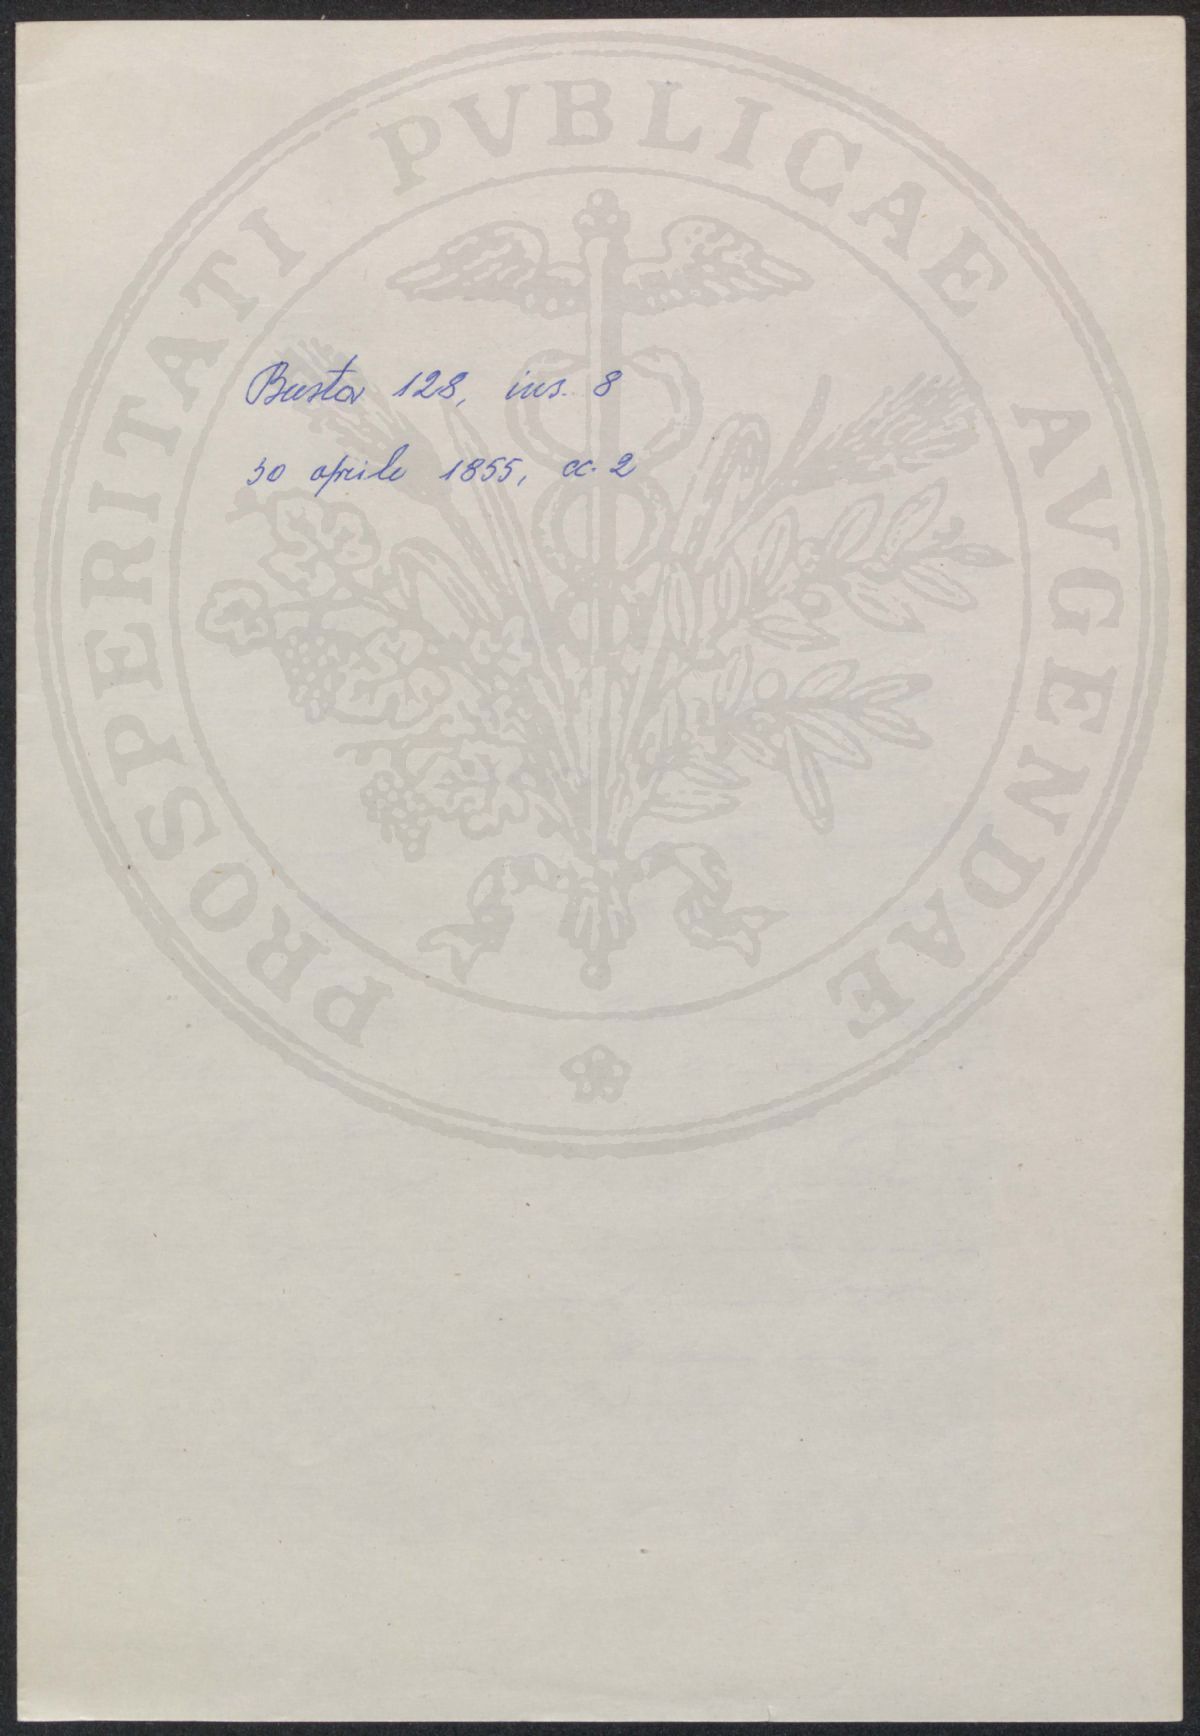 PROSPERITATI PVBLICAE AVGENDAE
Busta 128, ins. 8
30 aprile 1855, cc. 2